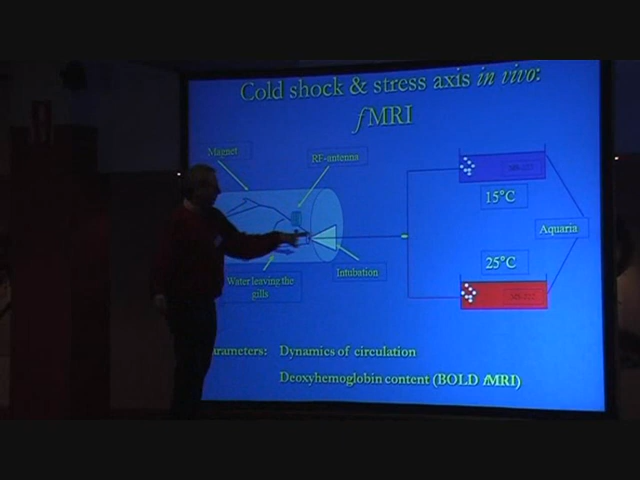 Cold shock & stress axis in vivo:
fMRI
Magnet
RF-antenna
15°C
Aquaria
25°C
Intubation
Water leaving the
gills
arameters: Dynamics of circulation
Deoxyhemoglobin content (BOLD fMRI)